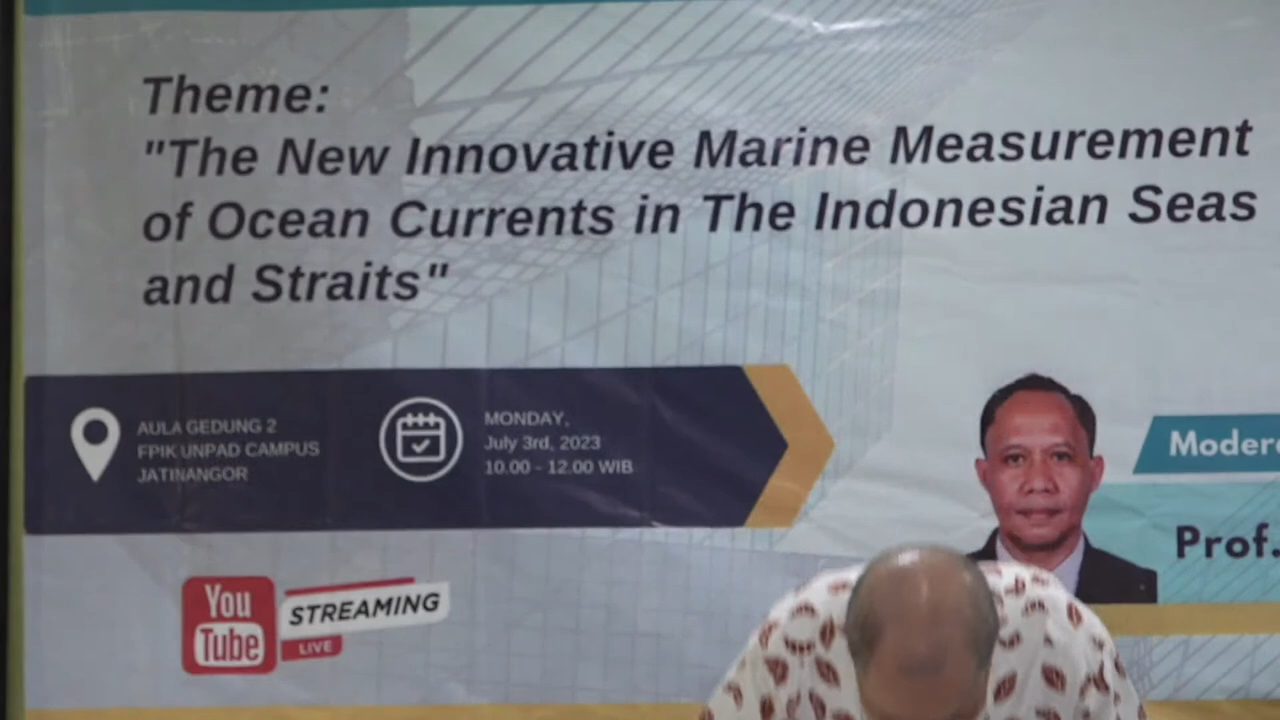 Theme:
"The New Innovative Marine Measurement
of Ocean Currents in The Indonesian Seas
and Straits"
AULA GEDUNG 2
FPIK UNPAD CAMPUS
JATINANGOR
MONDAY,
July 3rd, 2023
10.00 - 12.00 WIB
Moder
Prof.
You
Tube
STREAMING
LIVE